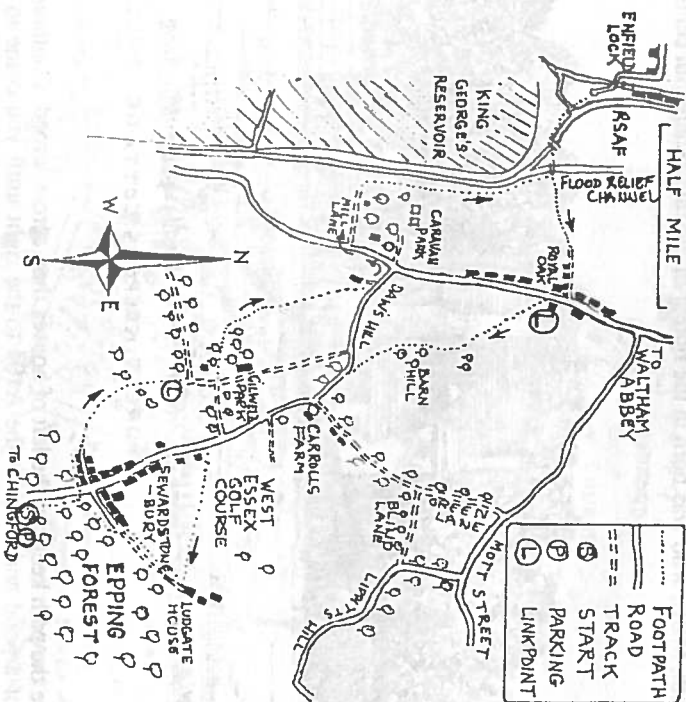 ENFIELD
LOCK
RSAF
HALF MILE
KING
GEORGE'S
RESERVOIR
FLOOD RELIEF
CHANNEL
MILL
LANE
CARAVAN
PARK
ROYAL
OAK
L
TO
WALTHAM
ABBEY
DAWS HILL
BARN
HILL
W
N
S
E
L
GILWELL
PARK
CARROLLS
FARM
WEST
ESSEX
GOLF
COURSE
LANE
BLIND
LANE
MOTT STREET
LIPPITTS
HILL
SEWARDSTONE
-BURY
LUDGATE
HOUSE
EPPING
FOREST
TO CHINGFORD
S P
FOOTPATH
ROAD
TRACK
S START
P PARKING
L LINKPOINT